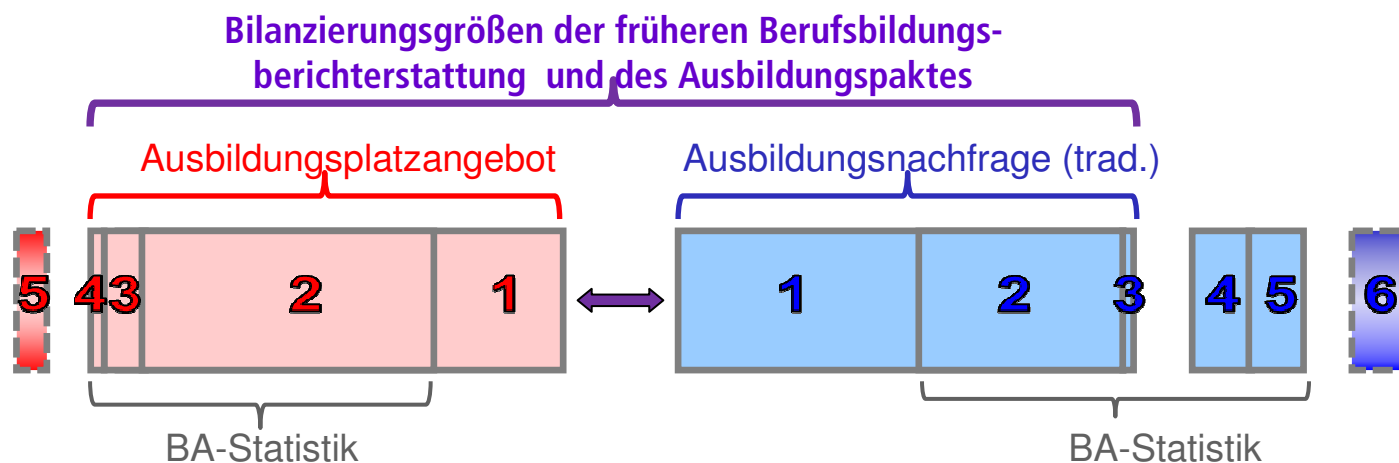 Bilanzierungsgrößen der früheren Berufsbildungs-
berichterstattung und des Ausbildungspaktes
Ausbildungsplatzangebot Ausbildungsnachfrage (trad.)
5 4 3 2 1 1 2 3 4 5 6
BA-Statistik BA-Statistik